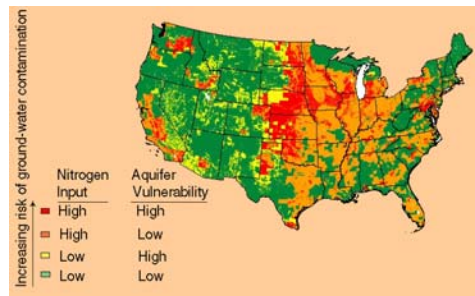 Increasing risk of ground-water contamination
Nitrogen Input Aquifer Vulnerability
High High
High Low
Low High
Low Low